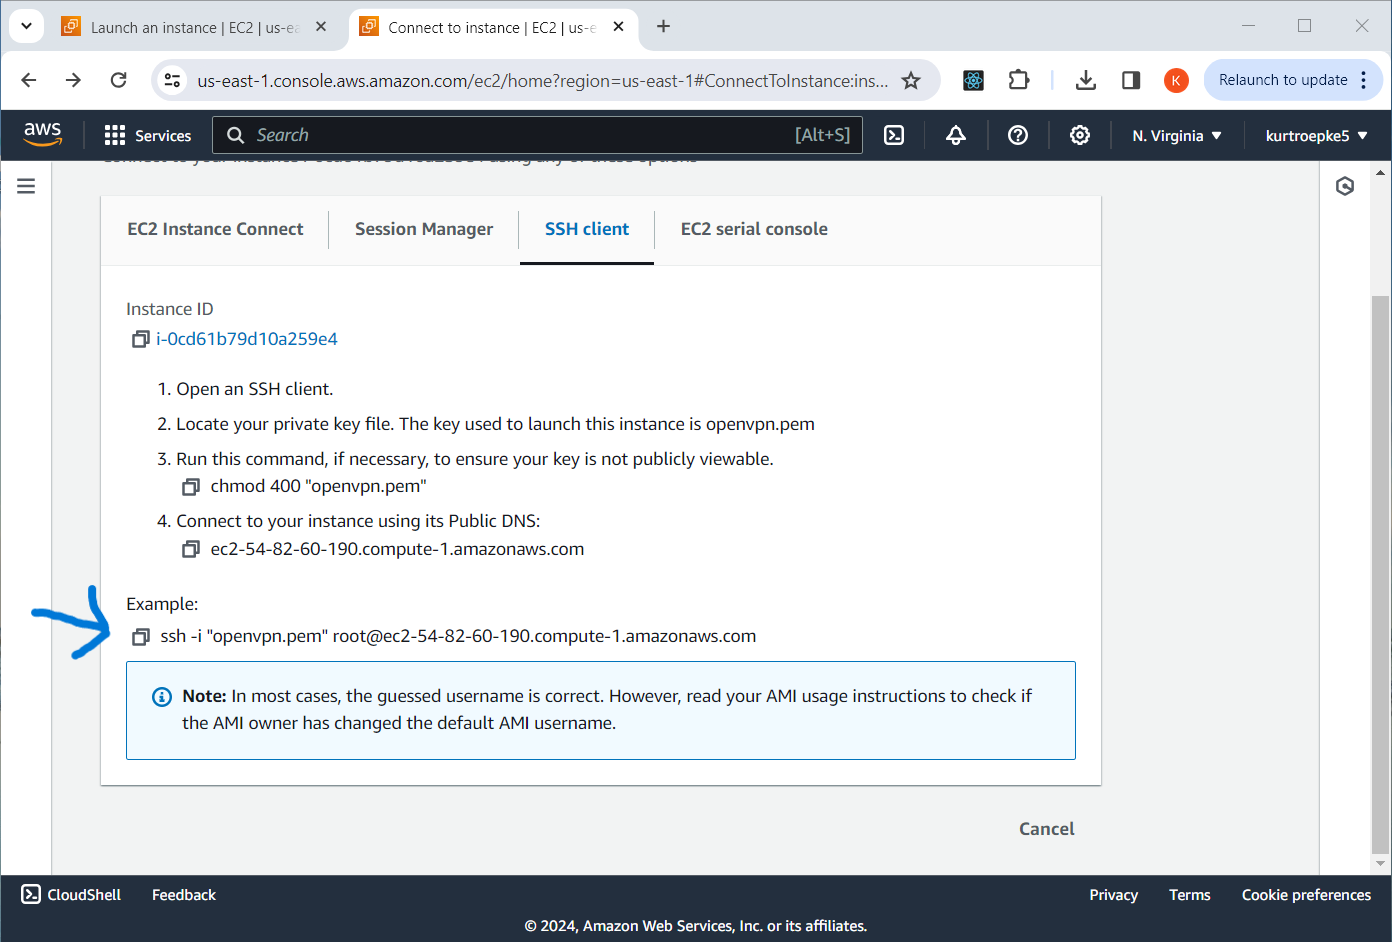 Launch an instance | EC2 | us-ea
Connect to instance | EC2 | us-e
us-east-1.console.aws.amazon.com/ec2/home?region=us-east-1#ConnectToInstance:ins...
K
Relaunch to update
aws
Services
Search
[Alt+S]
N. Virginia
kurtroepke5
using any of these options
EC2 Instance Connect
Session Manager
SSH client
EC2 serial console
Instance ID
i-0cd61b79d10a259e4
1. Open an SSH client.
2. Locate your private key file. The key used to launch this instance is openvpn.pem
3. Run this command, if necessary, to ensure your key is not publicly viewable.
chmod 400 "openvpn.pem"
4. Connect to your instance using its Public DNS:
ec2-54-82-60-190.compute-1.amazonaws.com
Example:
ssh -i "openvpn.pem" root@ec2-54-82-60-190.compute-1.amazonaws.com
Note: In most cases, the guessed username is correct. However, read your AMI usage instructions to check if
the AMI owner has changed the default AMI username.
Cancel
CloudShell
Feedback
Privacy
Terms
Cookie preferences
© 2024, Amazon Web Services, Inc. or its affiliates.